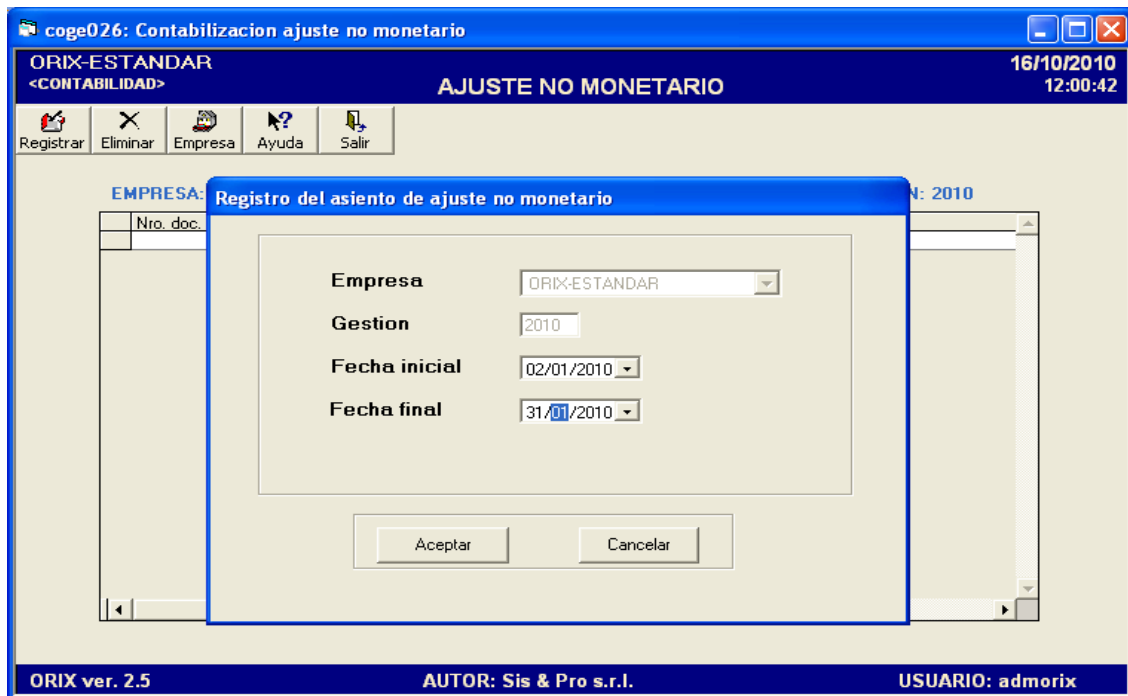 coge026: Contabilizacion ajuste no monetario
ORIX-ESTANDAR 16/10/2010
<CONTABILIDAD> AJUSTE NO MONETARIO 12:00:42
Registrar Eliminar Empresa Ayuda Salir
EMPRESA: N: 2010
Registro del asiento de ajuste no monetario
Nro. doc.
Empresa ORIX-ESTANDAR
Gestion 2010
Fecha inicial 02/01/2010
Fecha final 31/01/2010
Aceptar Cancelar
ORIX ver. 2.5 AUTOR: Sis & Pro s.r.l. USUARIO: admorix